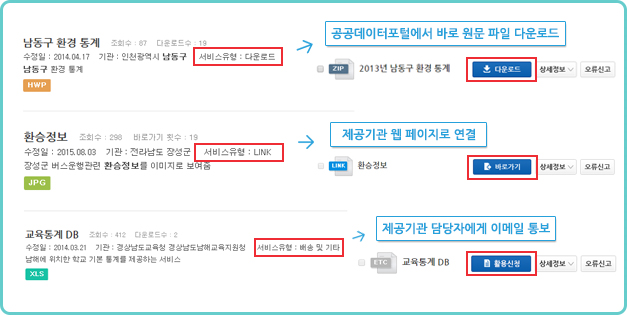 공공데이터포털에서 바로 원문 파일 다운로드
남동구 환경 통계 조회수 : 67 다운로드수 : 19
수정일 : 2014.04.17 기관 : 인천광역시 남동구 서비스유형 : 다운로드
남동구 환경 통계
HWP
ZIP 2013년 남동구 환경 통계 다운로드 상세정보 오류신고
제공기관 웹 페이지로 연결
환승정보 조회수 : 298 바로가기 횟수 : 19
수정일 : 2015.08.03 기관 : 전라남도 장성군 서비스유형 : LINK
장성군 버스운행관련 환승정보를 이미지로 보여줌
JPG
LINK 환승정보 바로가기 상세정보 오류신고
제공기관 담당자에게 이메일 통보
교육통계 DB 조회수 : 412 다운로드수 : 2
수정일 : 2014.03.21 기관 : 경상남도교육청 경상남도남해교육지원청 서비스유형 : 배송 및 기타
남해에 위치한 학교 기본 통계를 제공하는 서비스
XLS
ETC 교육통계 DB 활용신청 상세정보 오류신고